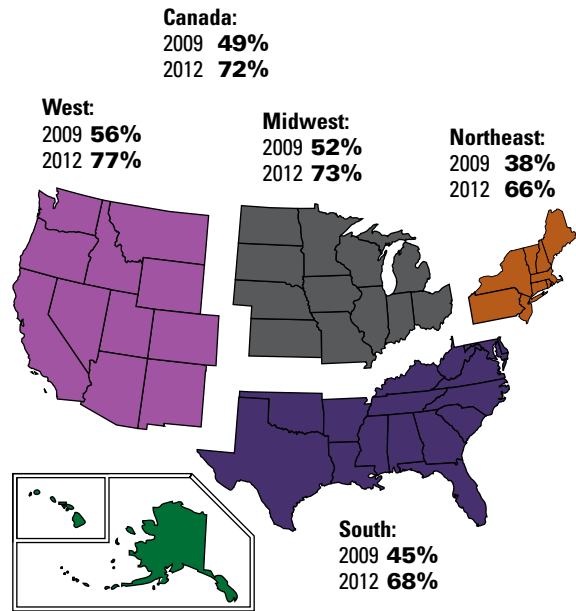 Canada:
2009 49%
2012 72%
West:
2009 56%
2012 77%
Midwest:
2009 52%
2012 73%
Northeast:
2009 38%
2012 66%
South:
2009 45%
2012 68%